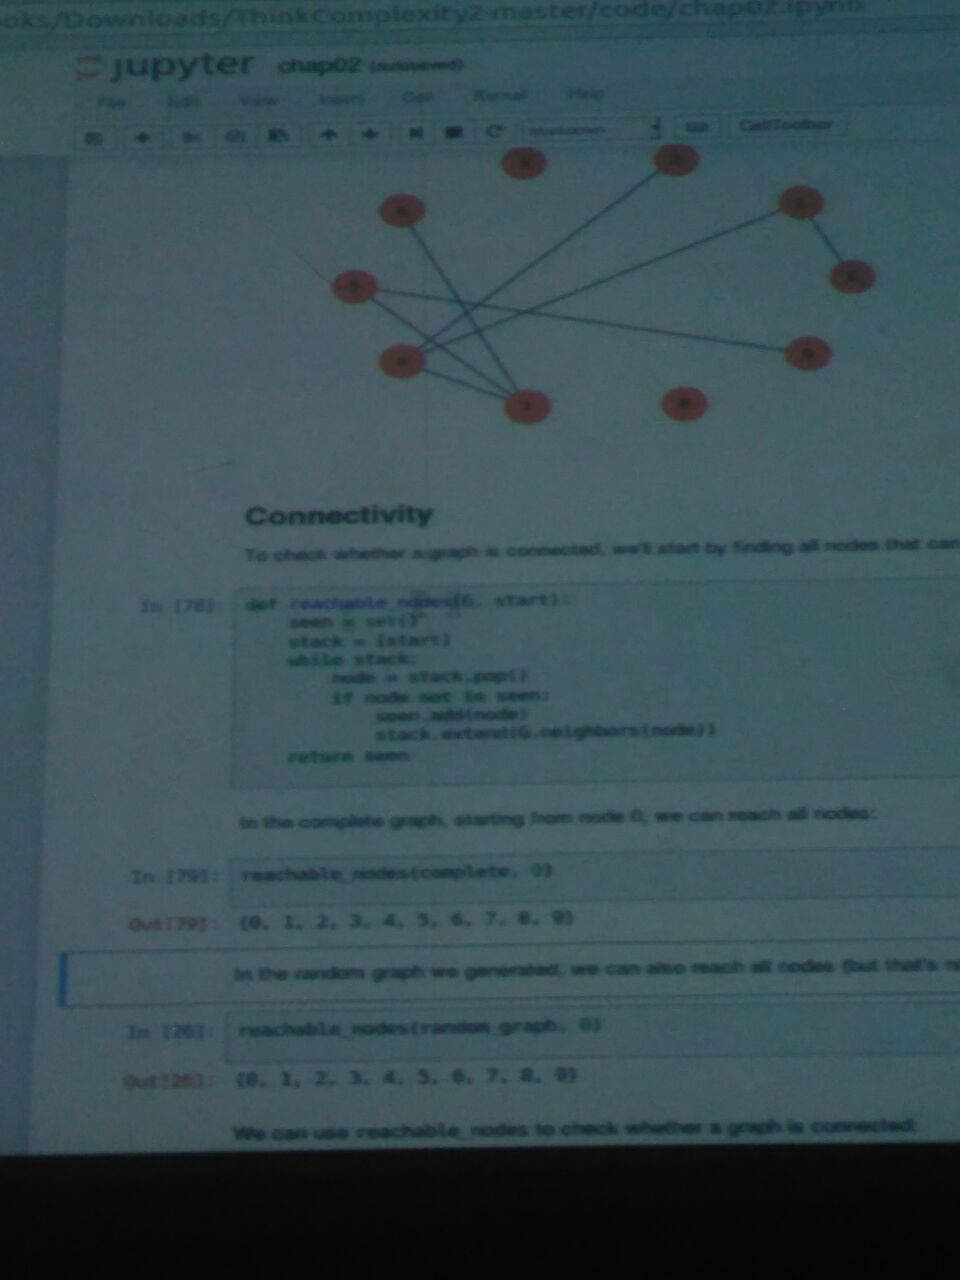 oks/Downloads/ThinkComplexity2-master/code/chap02.ipynb
jupyter chap02 (autosaved)
File Edit View Insert Cell Kernel Help
Markdown CellToolbar
Connectivity
To check whether a graph is connected, we'll start by finding all nodes that can
In [78]: def reachable_nodes(G, start):
seen = set()
stack = [start]
while stack:
node = stack.pop()
if node not in seen:
seen.add(node)
stack.extend(G.neighbors(node))
return seen
In the complete graph, starting from node 0, we can reach all nodes:
In [79]: reachable_nodes(complete, 0)
Out[79]: {0, 1, 2, 3, 4, 5, 6, 7, 8, 9}
In the random graph we generated, we can also reach all nodes (but that's
In [26]: reachable_nodes(random_graph, 0)
Out[26]: {0, 1, 2, 3, 4, 5, 6, 7, 8, 9}
We can use reachable_nodes to check whether a graph is connected: